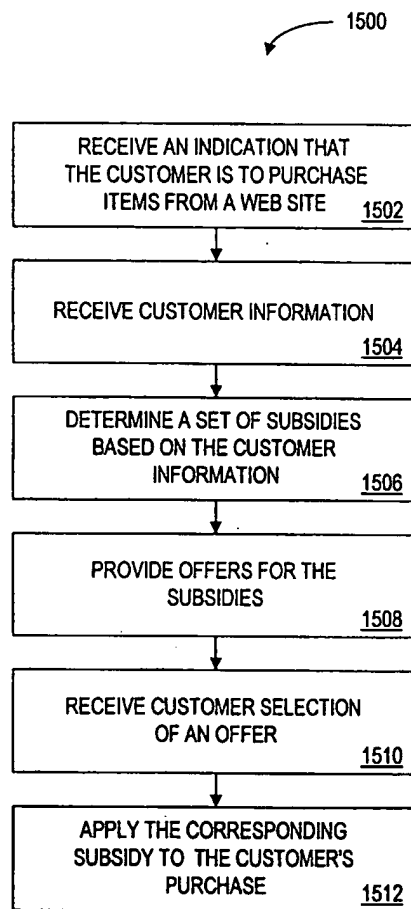 1500
RECEIVE AN INDICATION THAT
THE CUSTOMER IS TO PURCHASE
ITEMS FROM A WEB SITE
1502
RECEIVE CUSTOMER INFORMATION
1504
DETERMINE A SET OF SUBSIDIES
BASED ON THE CUSTOMER
INFORMATION
1506
PROVIDE OFFERS FOR THE
SUBSIDIES
1508
RECEIVE CUSTOMER SELECTION
OF AN OFFER
1510
APPLY THE CORRESPONDING
SUBSIDY TO THE CUSTOMER'S
PURCHASE
1512